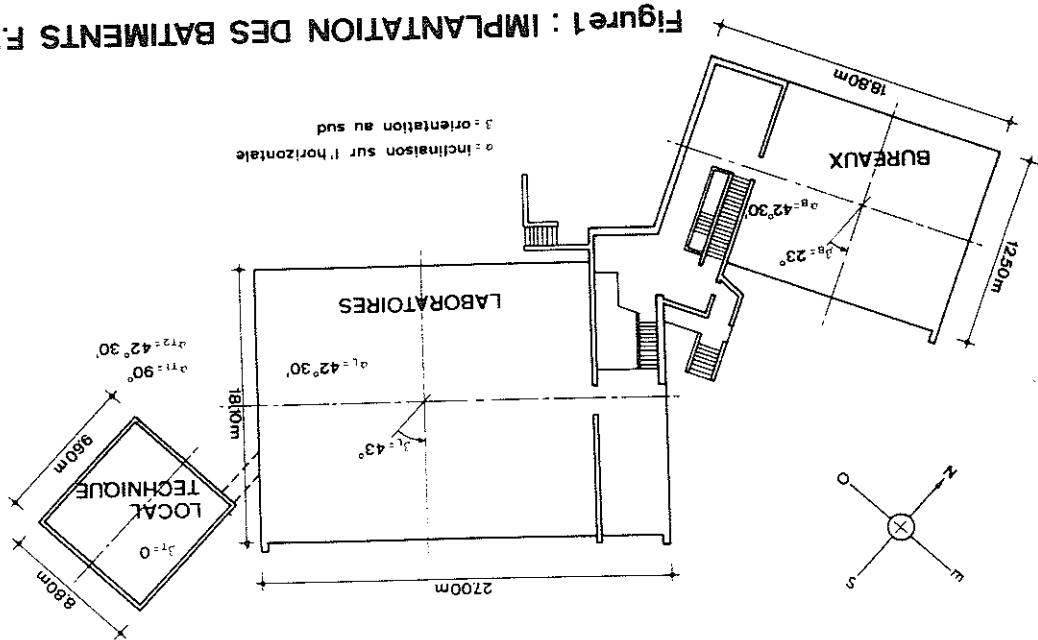 27.00m
8.80m
S
E
O
N
βT=0
LOCAL
TECHNIQUE
9.60m
βL=43°
18.10m
αL=42°30'
αT1=90°
αT2=42°30'
LABORATOIRES
12.50m
βB=23°
αB=42°30'
BUREAUX
18.80m
α = inclinaison sur l'horizontale
β = orientation au sud
Figure1 : IMPLANTATION DES BATIMENTS F.